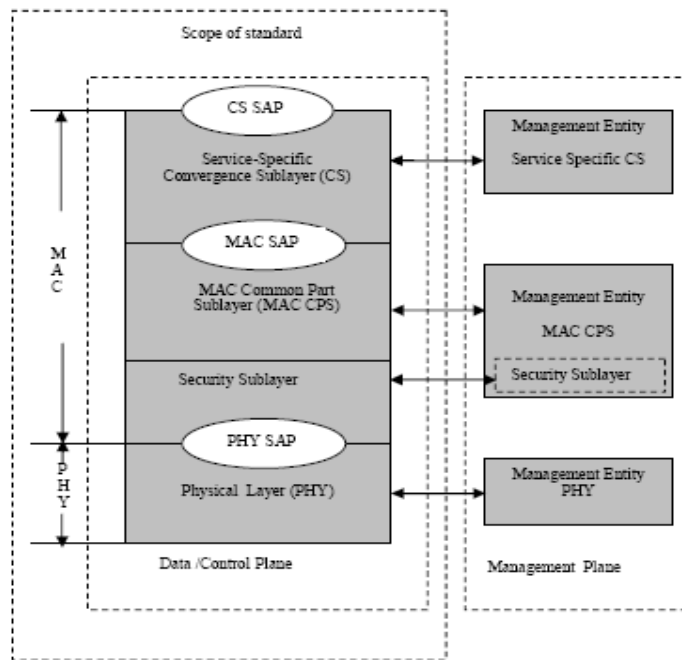 Scope of standard
CS SAP
Service-Specific
Convergence Sublayer (CS)
MAC SAP
MAC Common Part
Sublayer (MAC CPS)
Security Sublayer
PHY SAP
Physical Layer (PHY)
Data /Control Plane
M
A
C
P
H
Y
Management Entity
Service Specific CS
Management Entity
MAC CPS
Security Sublayer
Management Entity
PHY
Management Plane